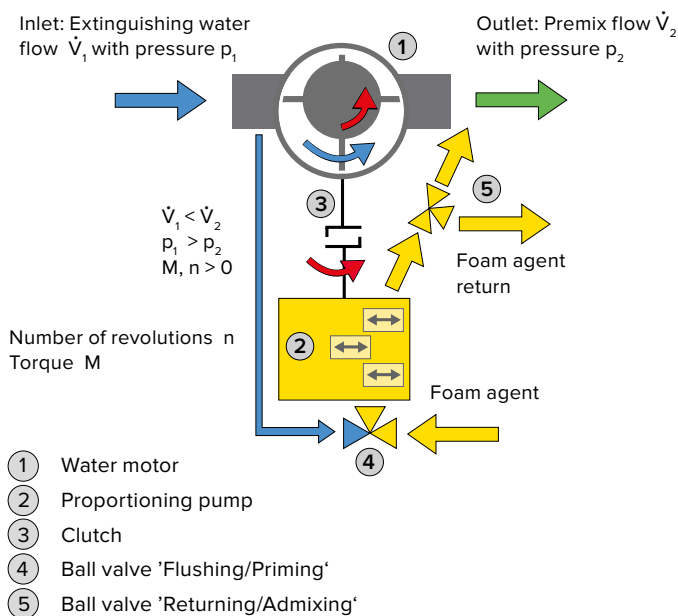 Inlet: Extinguishing water
flow V̇₁ with pressure p₁
1
Outlet: Premix flow V̇₂
with pressure p₂
3
5
V̇₁ < V̇₂
p₁ > p₂
M, n > 0
Foam agent
return
Number of revolutions n
Torque M
2
Foam agent
4
1 Water motor
2 Proportioning pump
3 Clutch
4 Ball valve ’Flushing/Priming‘
5 Ball valve ’Returning/Admixing‘